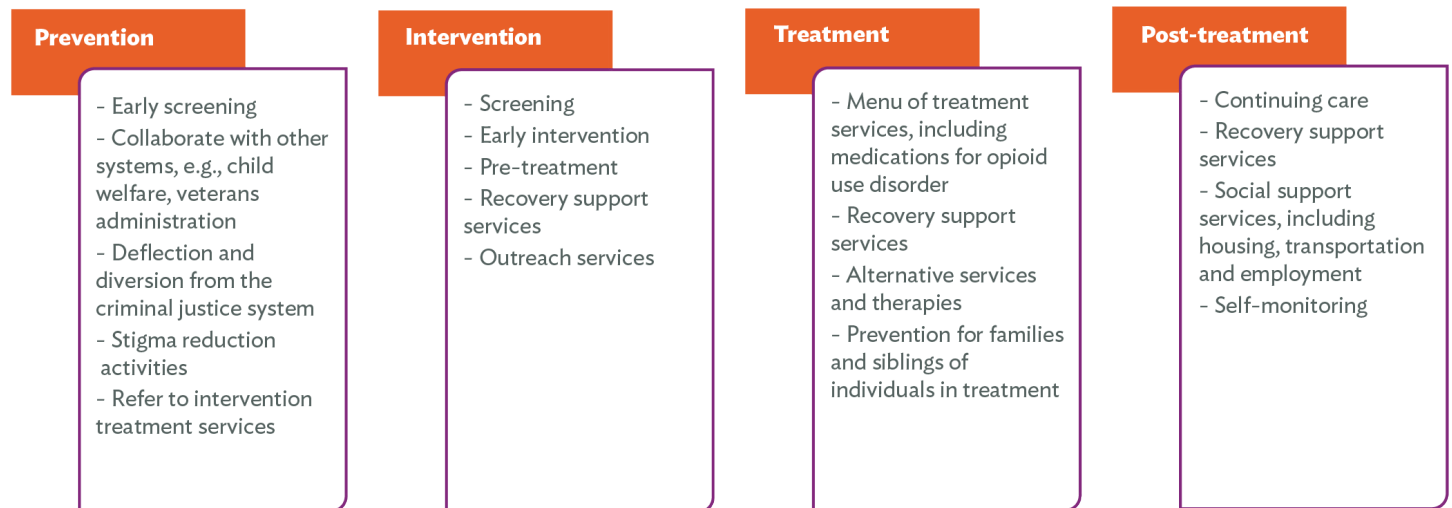 Prevention
- Early screening
- Collaborate with other
systems, e.g., child
welfare, veterans
administration
- Deflection and
diversion from the
criminal justice system
- Stigma reduction
activities
- Refer to intervention
treatment services
Intervention
- Screening
- Early intervention
- Pre-treatment
- Recovery support
services
- Outreach services
Treatment
- Menu of treatment
services, including
medications for opioid
use disorder
- Recovery support
services
- Alternative services
and therapies
- Prevention for families
and siblings of
individuals in treatment
Post-treatment
- Continuing care
- Recovery support
services
- Social support
services, including
housing, transportation
and employment
- Self-monitoring